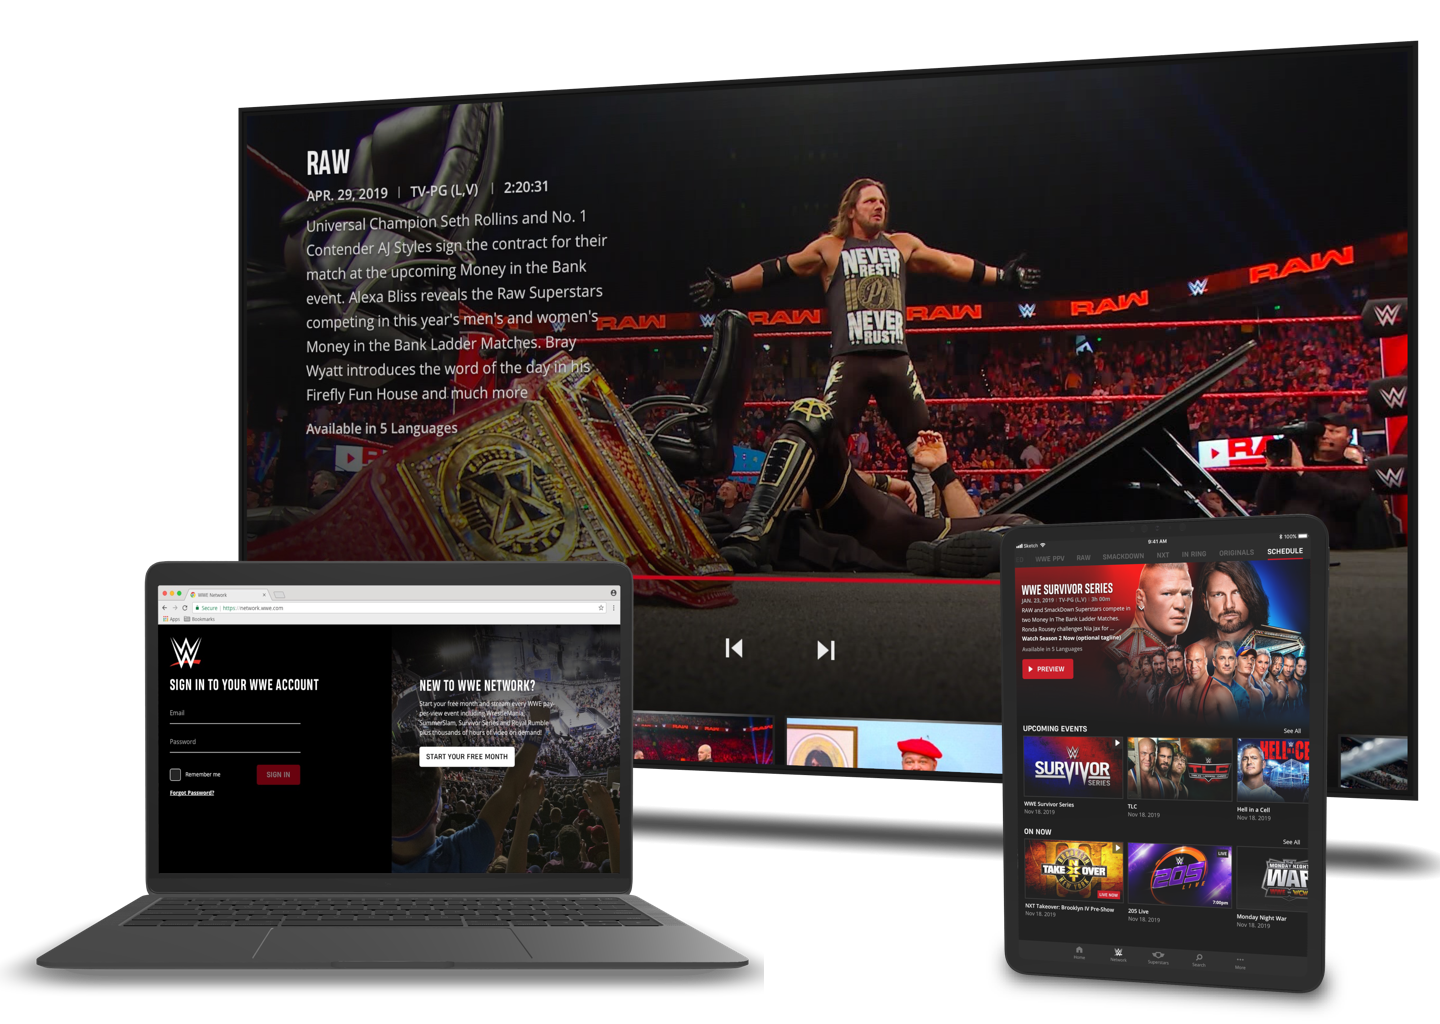 RAW
APR. 29, 2019 | TV-PG (L,V) | 2:20:31
Universal Champion Seth Rollins and No. 1
Contender AJ Styles sign the contract for their
match at the upcoming Money in the Bank
event. Alexa Bliss reveals the Raw Superstars
competing in this year's men's and women's
Money in the Bank Ladder Matches. Bray
Wyatt introduces the word of the day in his
Firefly Fun House and much more
Available in 5 Languages
NEVER
REST
P1
NEVER
RUST
RAW
RAW
RAW
RAW
RAW
RA
WWE Network
Secure | https://network.wwe.com
Apps Bookmarks
SIGN IN TO YOUR WWE ACCOUNT
Email
Password
Remember me
SIGN IN
Forgot Password?
NEW TO WWE NETWORK?
Start your free month and stream every WWE pay-
per-view event including WrestleMania,
SummerSlam, Survivor Series and Royal Rumble
plus thousands of hours of video on demand!
START YOUR FREE MONTH
Sketch 9:41 AM 100%
WWE PPV RAW SMACKDOWN NXT IN RING ORIGINALS SCHEDULE
WWE SURVIVOR SERIES
JAN. 23, 2019 · TV-PG (L,V) · 3h 00m
RAW and SmackDown Superstars compete in
two Money In The Bank Ladder Matches.
Ronda Rousey challenges Nia Jax for ...
Watch Season 2 Now (optional tagline)
Available in 5 Languages
PREVIEW
UPCOMING EVENTS See All
SURVIVOR
SERIES
TLC
HELL IN A CE
WWE Survivor Series
Nov 18, 2019
TLC
Nov 18, 2019
Hell in a Cell
Nov 18, 2019
ON NOW See All
NXT
TAKE OVER
NEW YORK
LIVE NOW
205
LIVE
LIVE
7:00pm
MONDAY NIGHT
WAR
NXT Takeover: Brooklyn IV Pre-Show
Nov 18, 2019
205 Live
Nov 18, 2019
Monday Night War
Nov 18, 2019
Home Network Superstars Search More